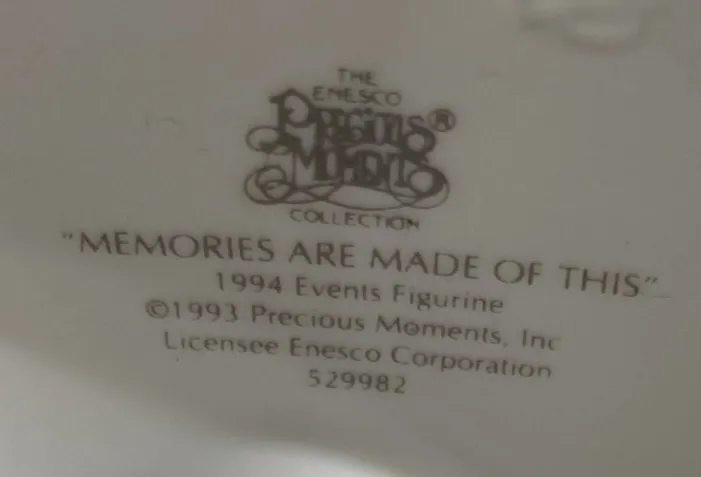 THE
ENESCO
PRECIOUS®
MOMENTS
COLLECTION
"MEMORIES ARE MADE OF THIS"
1994 Events Figurine
©1993 Precious Moments, Inc
Licensee Enesco Corporation
529982